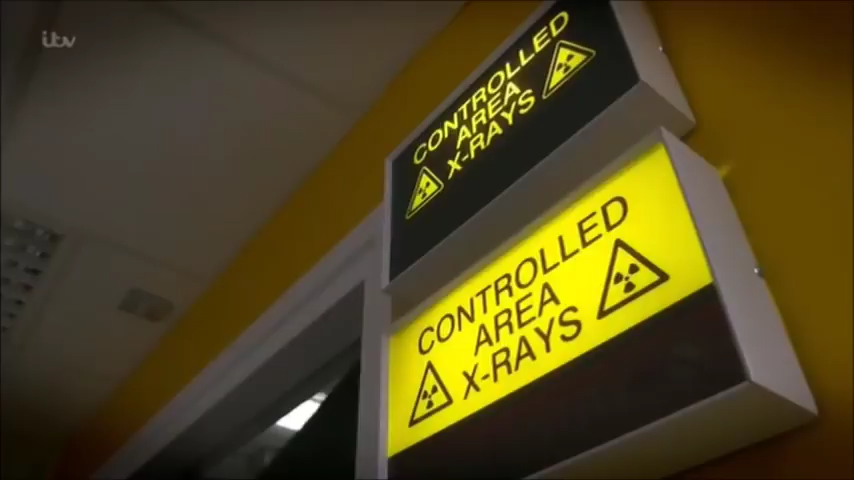 itv
CONTROLLED
AREA
X-RAYS
CONTROLLED
AREA
X-RAYS